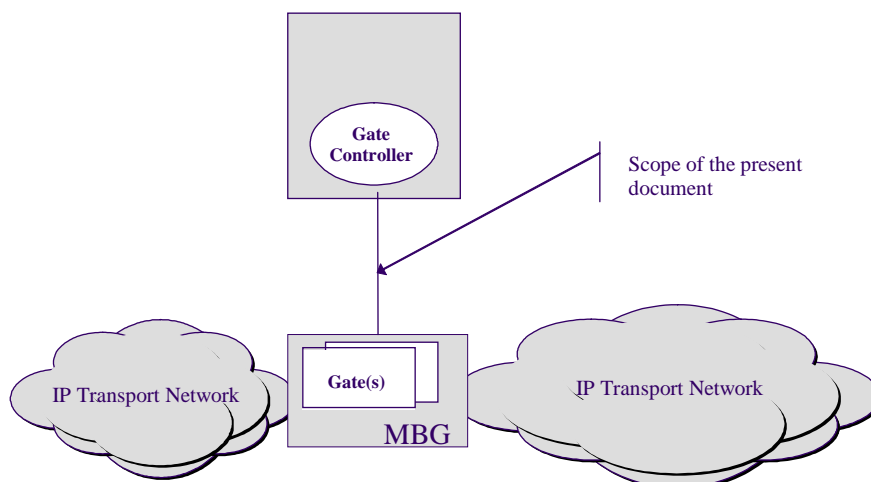 Gate
Controller
Scope of the present
document
IP Transport Network
Gate(s)
MBG
IP Transport Network